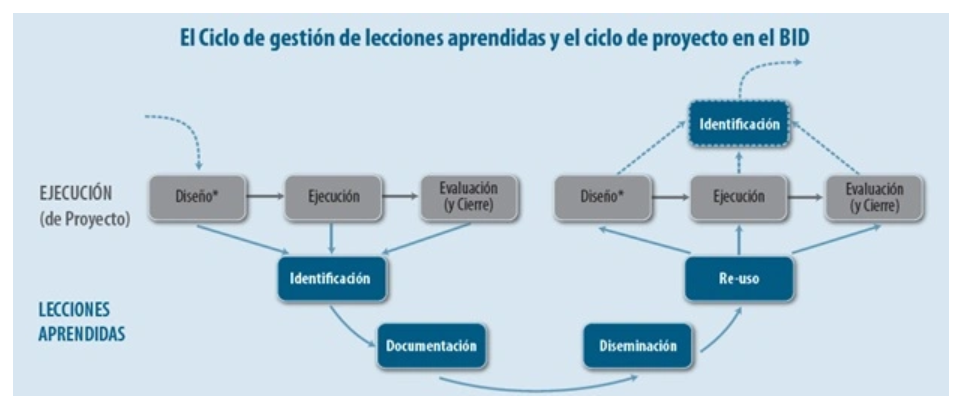 El Ciclo de gestión de lecciones aprendidas y el ciclo de proyecto en el BID
Identificación
EJECUCIÓN
(de Proyecto)
Diseño*
Ejecución
Evaluación
(y Cierre)
Diseño*
Ejecución
Evaluación
(y Cierre)
Identificación
Re-uso
LECCIONES
APRENDIDAS
Documentación
Diseminación